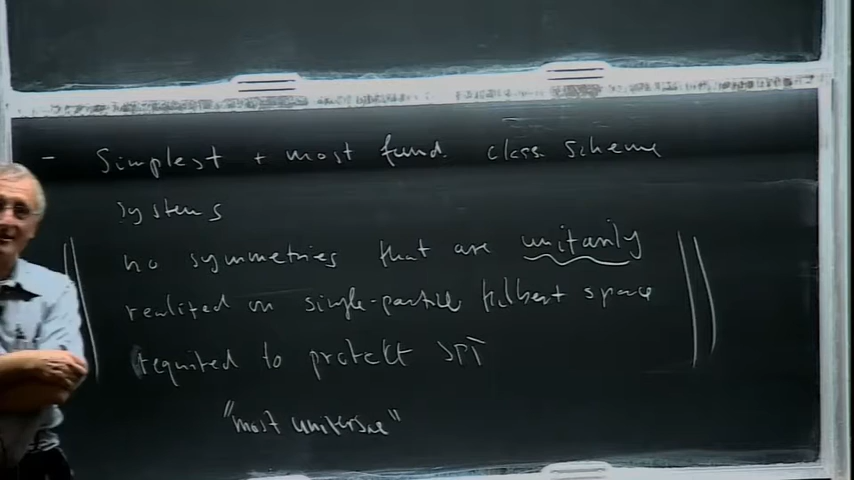 - Simplest + most fund. class scheme
systems
no symmetries that are unitarily
realized on single-particle Hilbert space
required to protect SPT
"most universal"